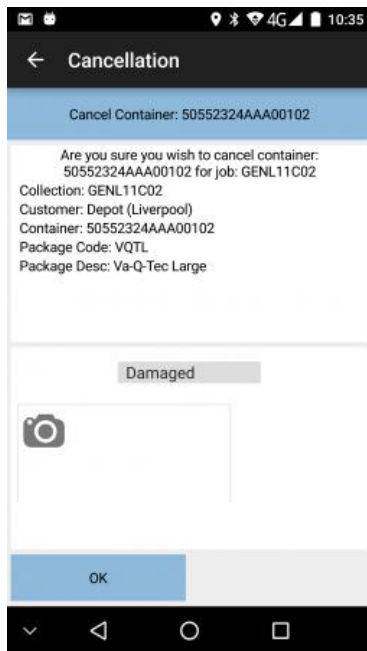 4G 10:35
Cancellation
Cancel Container: 50552324AAA00102
Are you sure you wish to cancel container:
50552324AAA00102 for job: GENL11C02
Collection: GENL11C02
Customer: Depot (Liverpool)
Container: 50552324AAA00102
Package Code: VQTL
Package Desc: Va-Q-Tec Large
Damaged
OK